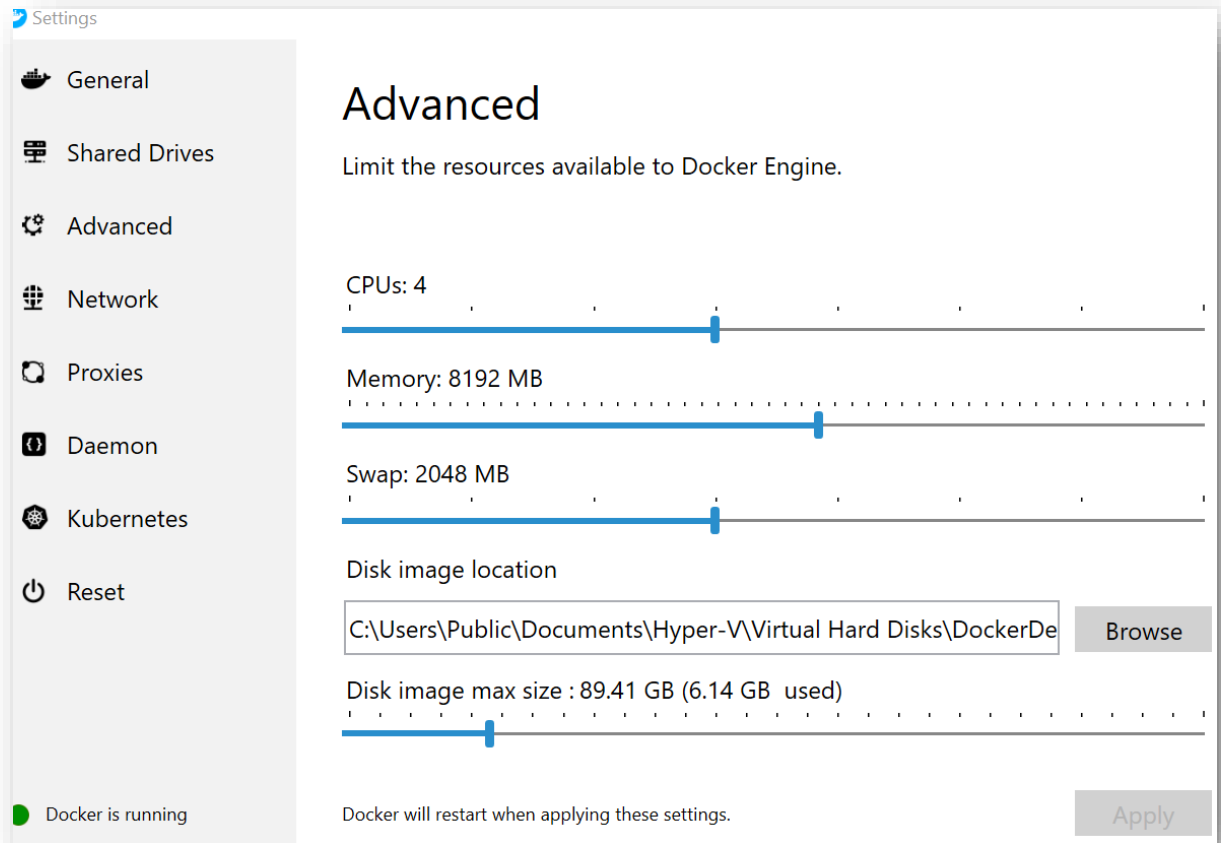 Settings
General
Shared Drives
Advanced
Network
Proxies
Daemon
Kubernetes
Reset
Docker is running
Advanced
Limit the resources available to Docker Engine.
CPUs: 4
Memory: 8192 MB
Swap: 2048 MB
Disk image location
C:\Users\Public\Documents\Hyper-V\Virtual Hard Disks\DockerDe
Browse
Disk image max size : 89.41 GB (6.14 GB  used)
Docker will restart when applying these settings.
Apply